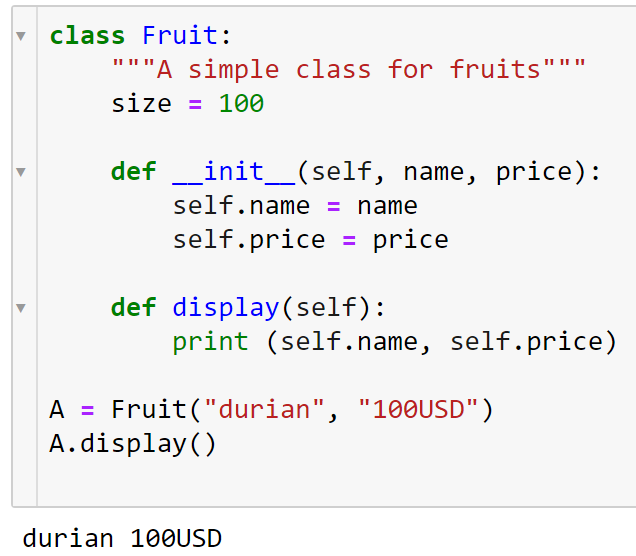 class Fruit:
    """A simple class for fruits"""
    size = 100

    def __init__(self, name, price):
        self.name = name
        self.price = price

    def display(self):
        print (self.name, self.price)

A = Fruit("durian", "100USD")
A.display()

durian 100USD